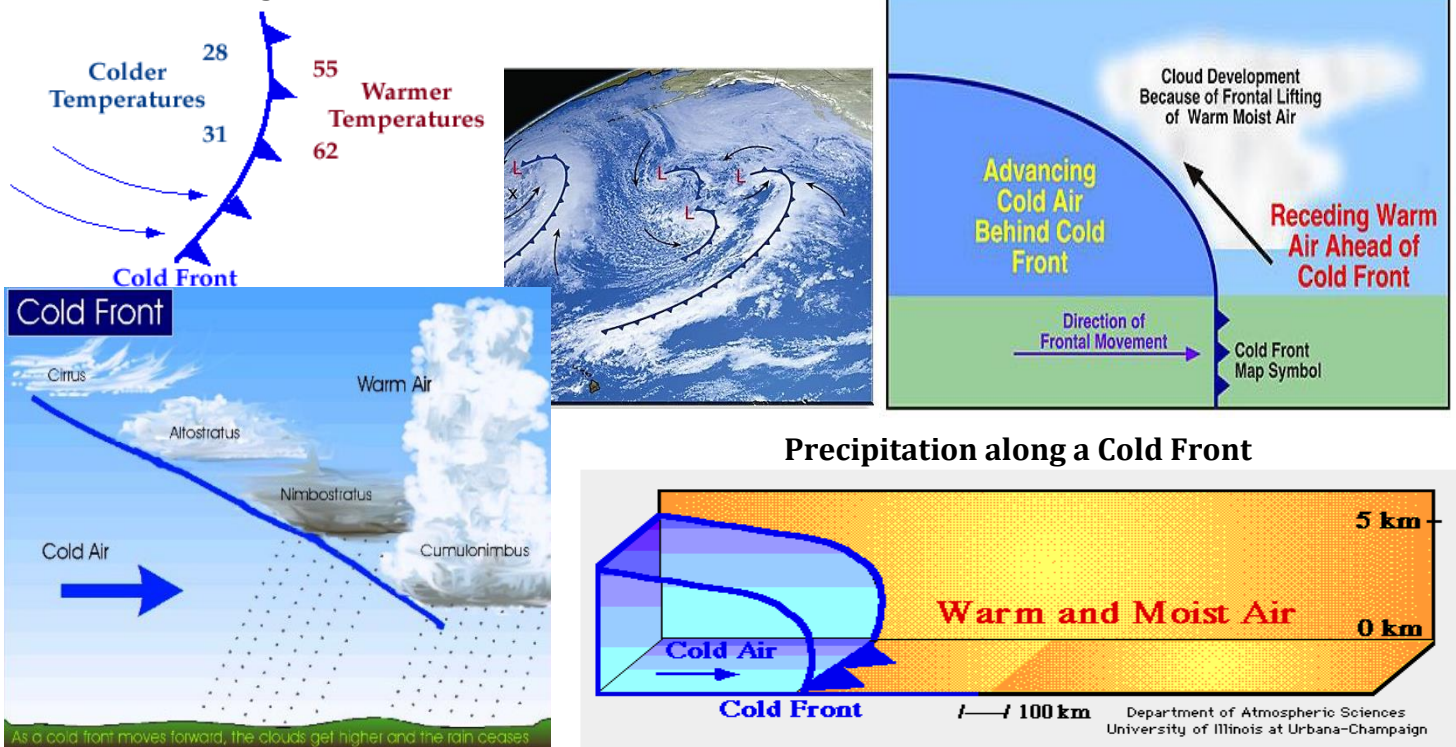 28
Colder
Temperatures
31
55
Warmer
Temperatures
62
Cold Front
L
L
L
L
x
Cloud Development
Because of Frontal Lifting
of Warm Moist Air
Advancing
Cold Air
Behind Cold
Front
Receding Warm
Air Ahead of
Cold Front
Direction of
Frontal Movement
Cold Front
Map Symbol
Cold Front
Cirrus
Warm Air
Altostratus
Nimbostratus
Cold Air
Cumulonimbus
As a cold front moves forward, the clouds get higher and the rain ceases
Precipitation along a Cold Front
5 km
Warm and Moist Air
0 km
Cold Air
Cold Front
100 km
Department of Atmospheric Sciences
University of Illinois at Urbana-Champaign